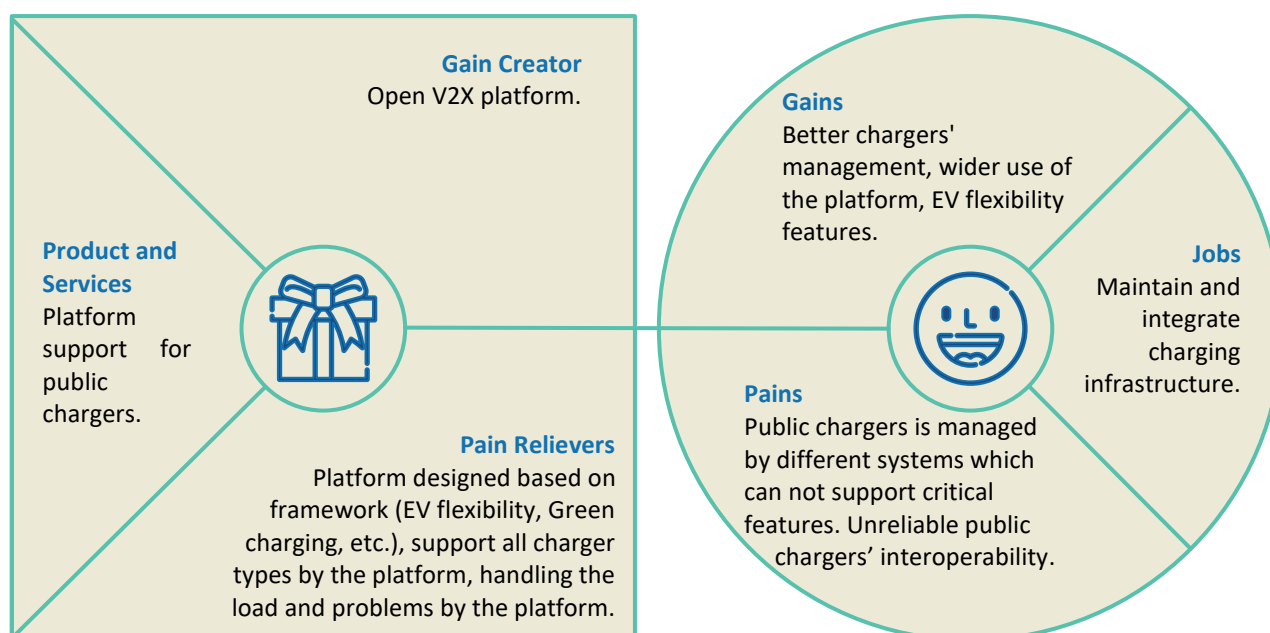 Gain Creator
Open V2X platform.
Product and
Services
Platform
support for
public
chargers.
Pain Relievers
Platform designed based on
framework (EV flexibility, Green
charging, etc.), support all charger
types by the platform, handling the
load and problems by the platform.
Gains
Better chargers'
management, wider use of
the platform, EV flexibility
features.
Jobs
Maintain and
integrate
charging
infrastructure.
Pains
Public chargers is managed
by different systems which
can not support critical
features. Unreliable public
chargers’ interoperability.